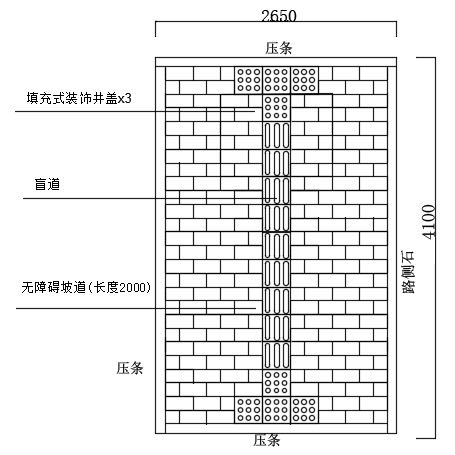 2650
压条
填充式装饰井盖x3
盲道
4100
路侧石
无障碍坡道(长度2000)
压条
压条